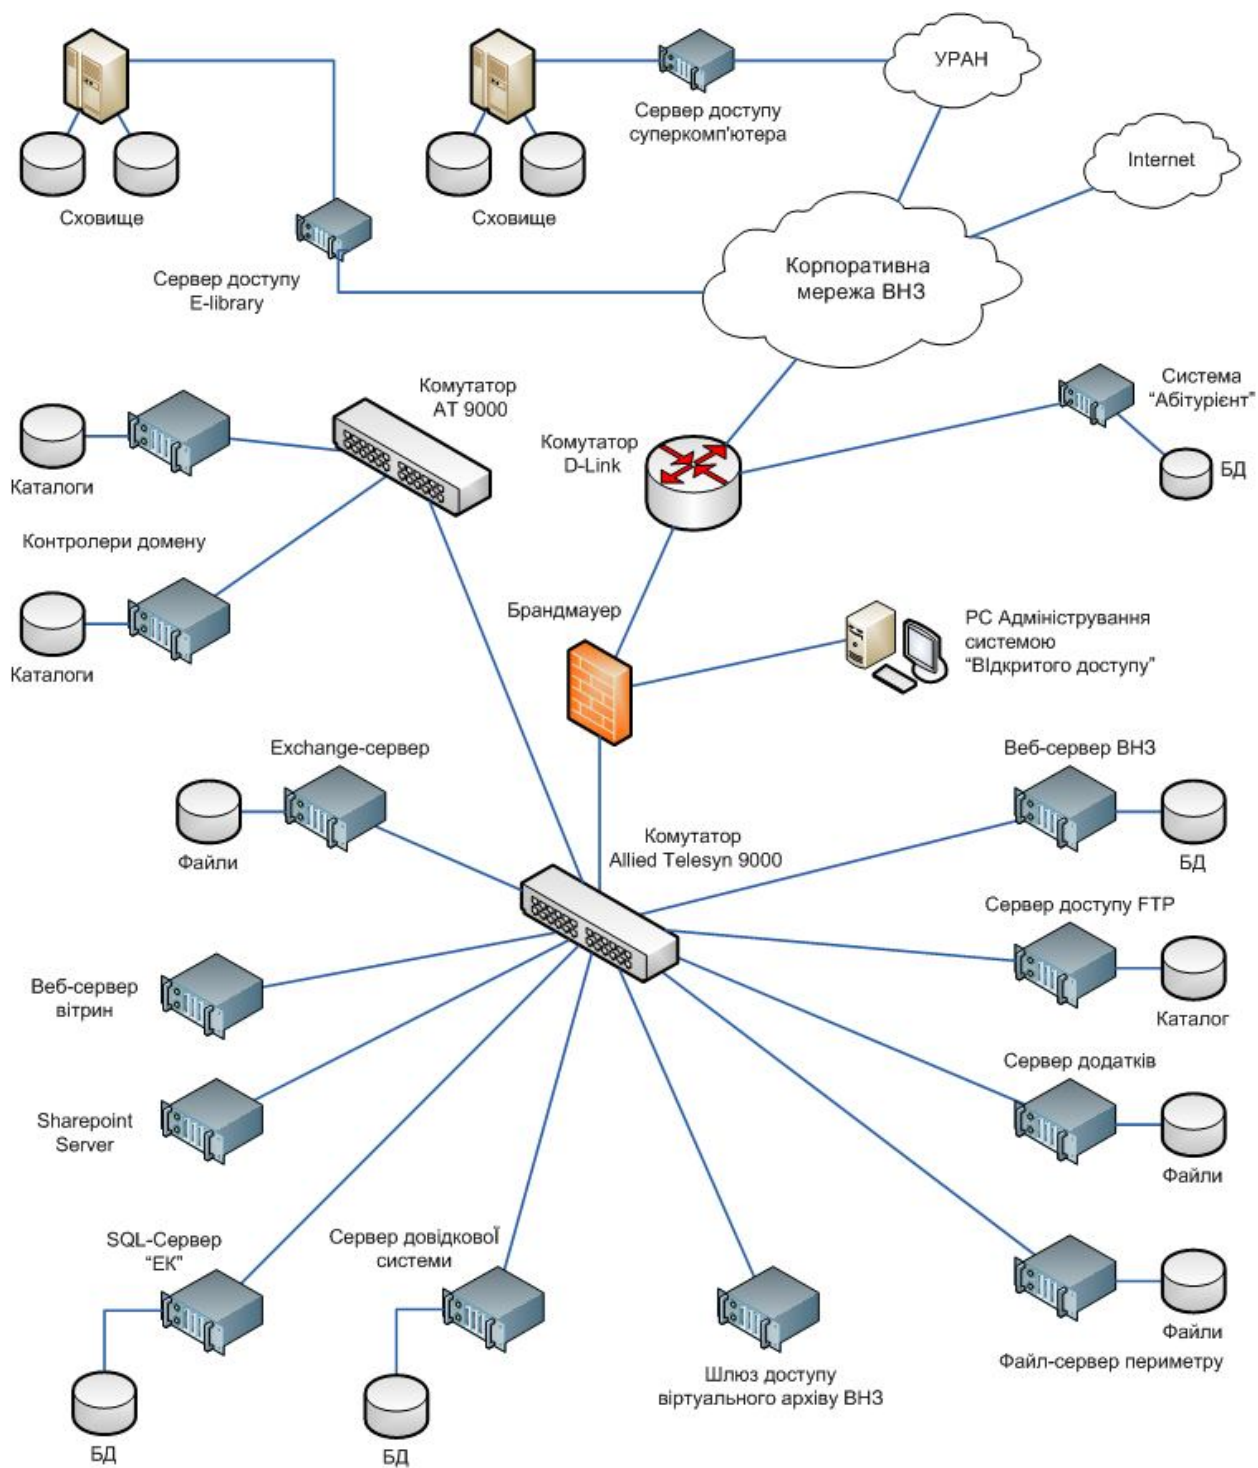 УРАН
Сервер доступу
суперкомп'ютера
Internet
Сховище
Сховище
Корпоративна
мережа ВНЗ
Сервер доступу
E-library
Комутатор
AT 9000
Система
“Абітурієнт”
Комутатор
D-Link
БД
Каталоги
Контролери домену
Брандмауер
РС Адміністрування
системою
“ВІдкритого доступу”
Каталоги
Exchange-сервер
Веб-сервер ВНЗ
Комутатор
Allied Telesyn 9000
Файли
БД
Сервер доступу FTP
Веб-сервер
вітрин
Каталог
Сервер додатків
Sharepoint
Server
Файли
SQL-Сервер
“ЕК”
Сервер довідкової
системи
Файли
Файл-сервер периметру
Шлюз доступу
віртуального архіву ВНЗ
БД
БД